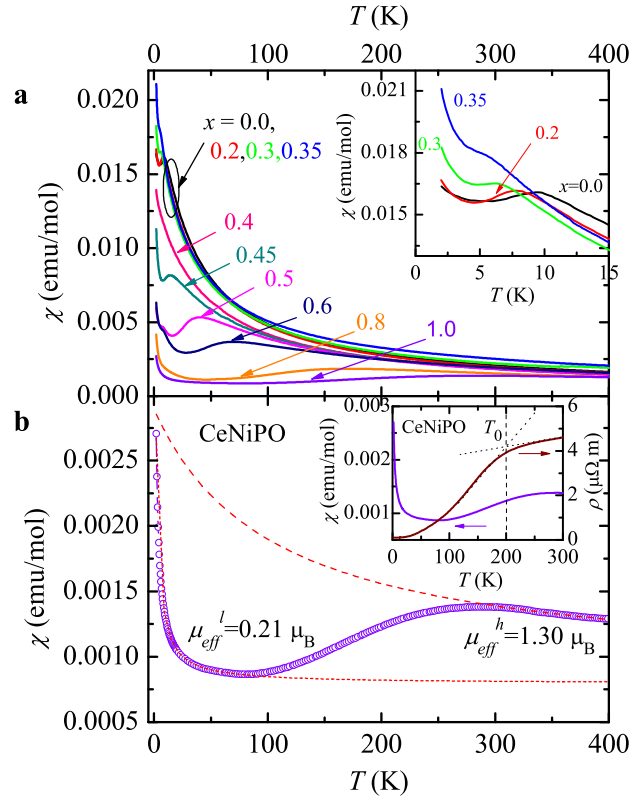 T (K)
0 100 200 300 400
a
χ (emu/mol)
0.020
0.015
0.010
0.005
0.000
x = 0.0,
0.2,0.3,0.35
0.4
0.45
0.5
0.6
0.8
1.0
0.021
0.018
0.015
χ (emu/mol)
0.35
0.3
0.2
x=0.0
0 5 10 15
T (K)
b
χ (emu/mol)
0.0025
0.0020
0.0015
0.0010
0.0005
CeNiPO
μeff^l=0.21 μB
μeff^h=1.30 μB
0.003
0.002
0.001
χ (emu/mol)
CeNiPO
T0
6
4
2
0
ρ (μΩ m)
0 100 200 300
T (K)
0 100 200 300 400
T (K)